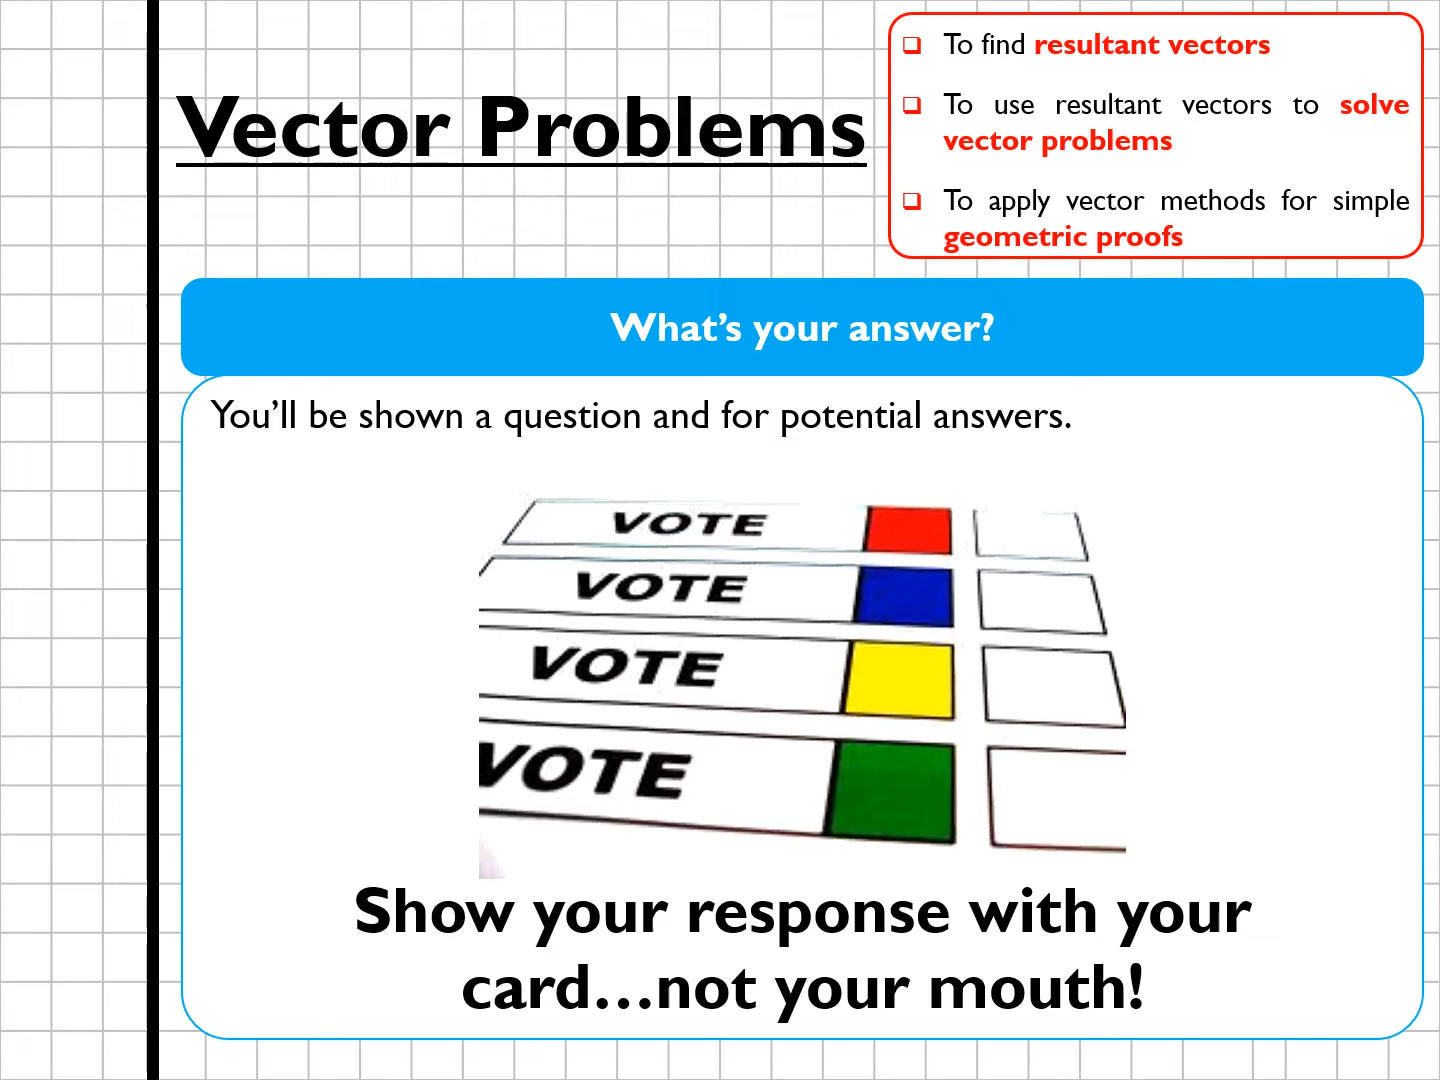 Vector Problems
To find resultant vectors
To use resultant vectors to solve
vector problems
To apply vector methods for simple
geometric proofs
What’s your answer?
You’ll be shown a question and for potential answers.
VOTE
VOTE
VOTE
VOTE
Show your response with your
card…not your mouth!